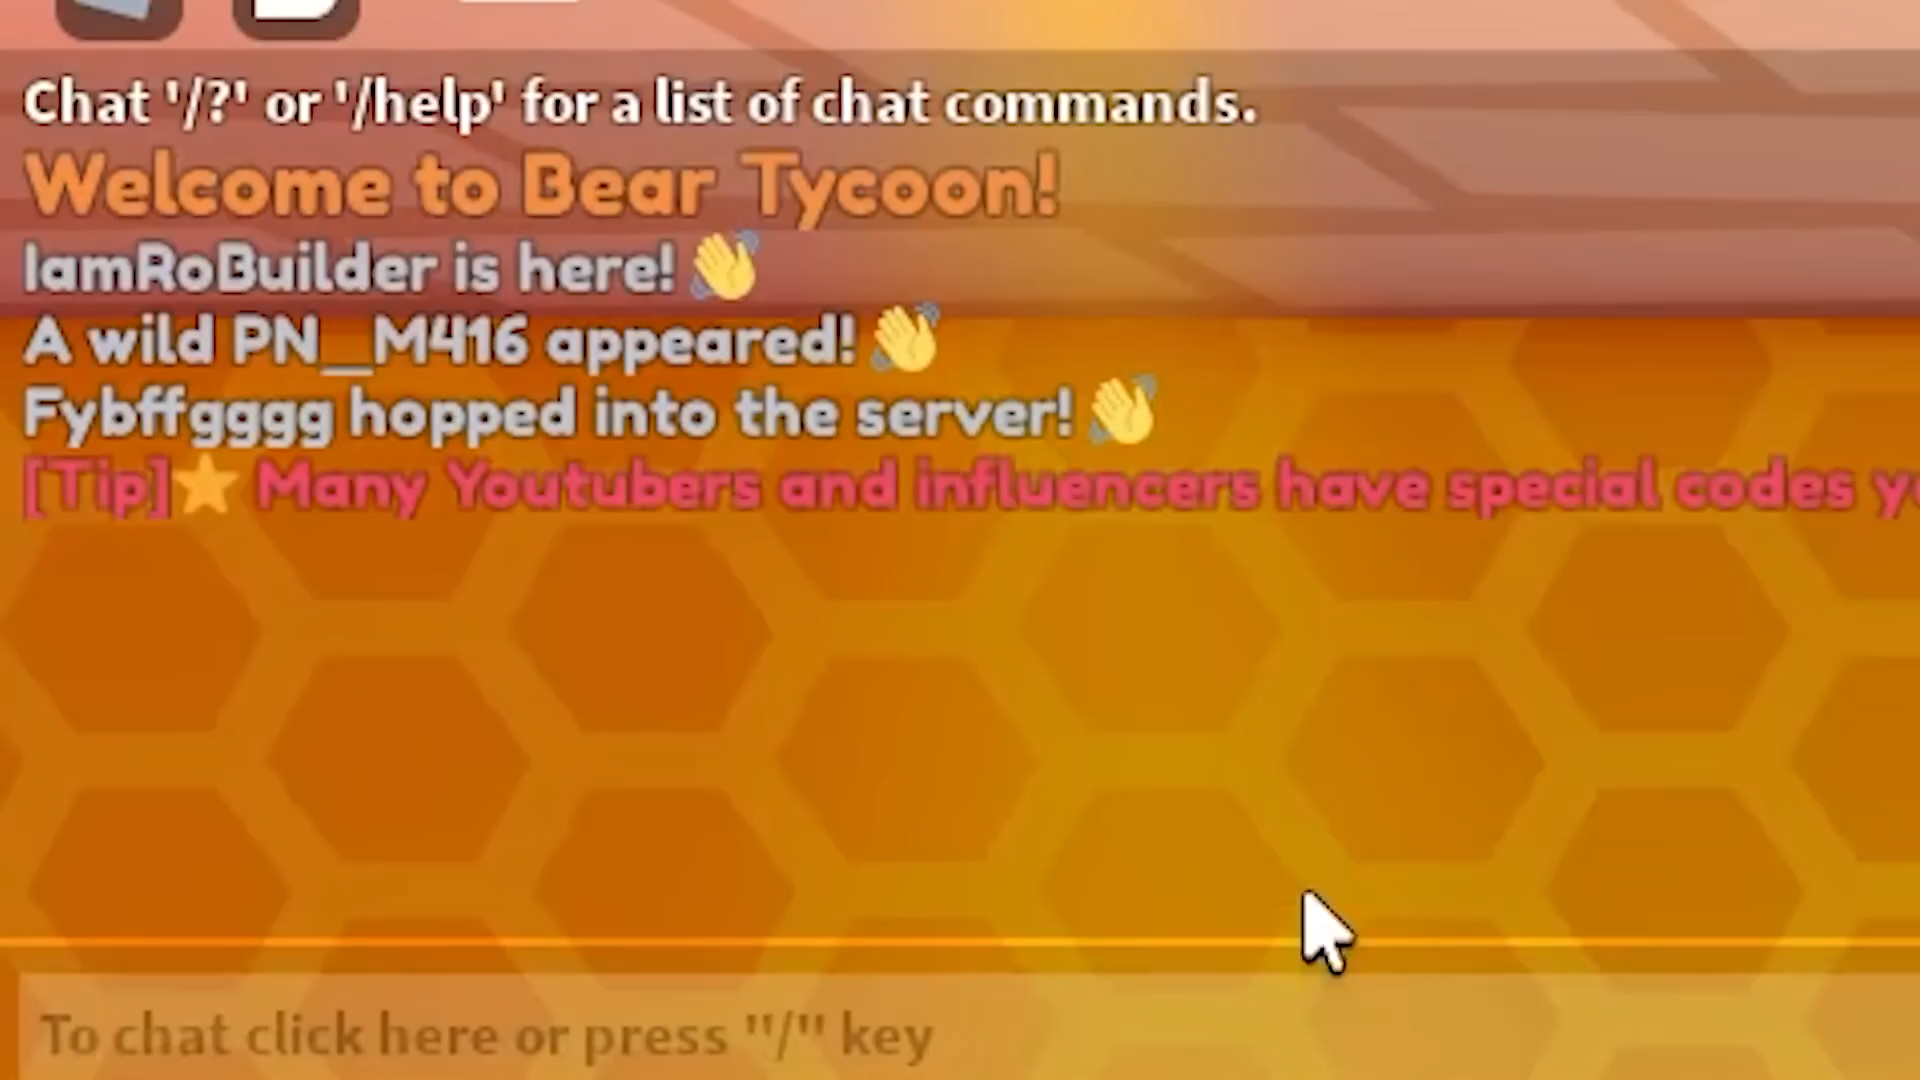 Chat '/?' or '/help' for a list of chat commands.
Welcome to Bear Tycoon!
IamRoBuilder is here! 👋
A wild PN__M416 appeared! 👋
Fybffgggg hopped into the server! 👋
[Tip]⭐ Many Youtubers and influencers have special codes
To chat click here or press "/" key